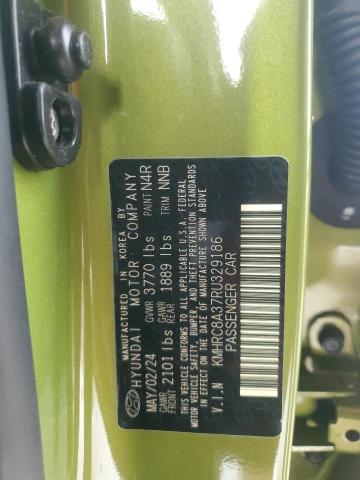 MANUFACTURED IN KOREA BY
HYUNDAI MOTOR COMPANY
MAY/02/24 GVWR 3770 lbs PAINT N4R
GAWR FRONT 2101 lbs GAWR REAR 1889 lbs TRIM NNB
THIS VEHICLE CONFORMS TO ALL APPLICABLE U.S.A. FEDERAL
MOTOR VEHICLE SAFETY, BUMPER, AND THEFT PREVENTION STANDARDS
IN EFFECT ON THE DATE OF MANUFACTURE SHOWN ABOVE.
V.I.N KMHRC8A37RU329186
PASSENGER CAR